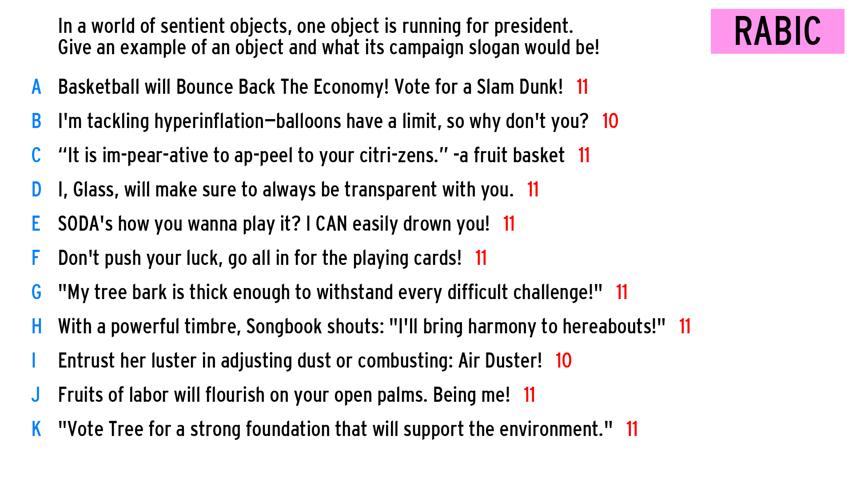 In a world of sentient objects, one object is running for president.
Give an example of an object and what its campaign slogan would be!
RABIC
A Basketball will Bounce Back The Economy! Vote for a Slam Dunk! 11
B I'm tackling hyperinflation—balloons have a limit, so why don't you? 10
C “It is im-pear-ative to ap-peel to your citri-zens.” -a fruit basket 11
D I, Glass, will make sure to always be transparent with you. 11
E SODA's how you wanna play it? I CAN easily drown you! 11
F Don't push your luck, go all in for the playing cards! 11
G "My tree bark is thick enough to withstand every difficult challenge!" 11
H With a powerful timbre, Songbook shouts: "I'll bring harmony to hereabouts!" 11
I Entrust her luster in adjusting dust or combusting: Air Duster! 10
J Fruits of labor will flourish on your open palms. Being me! 11
K "Vote Tree for a strong foundation that will support the environment." 11